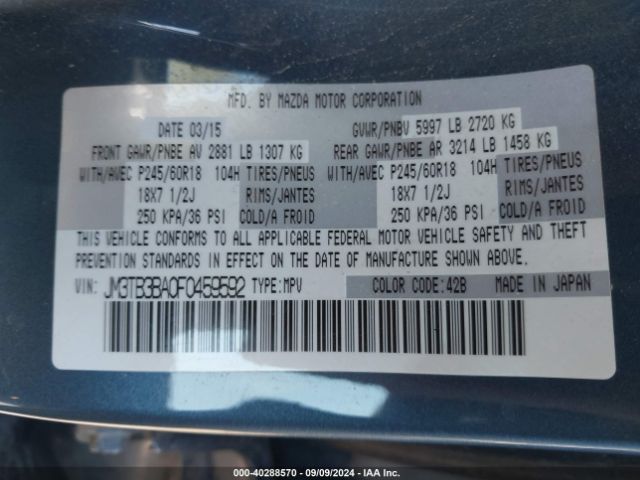 MFD. BY MAZDA MOTOR CORPORATION
DATE 03/15 GVWR/PNBV 5997 LB 2720 KG
FRONT GAWR/PNBE AV 2881 LB 1307 KG REAR GAWR/PNBE AR 3214 LB 1458 KG
WITH/AVEC P245/60R18 104H TIRES/PNEUS WITH/AVEC P245/60R18 104H TIRES/PNEUS
18X7 1/2J RIMS/JANTES 18X7 1/2J RIMS/JANTES
250 KPA/36 PSI COLD/A FROID 250 KPA/36 PSI COLD/A FROID
THIS VEHICLE CONFORMS TO ALL APPLICABLE FEDERAL MOTOR VEHICLE SAFETY AND THEFT
PREVENTION STANDARDS IN EFFECT ON THE DATE OF MANUFACTURE SHOWN ABOVE.
VIN: JM3TB3BA0F0459592 TYPE:MPV COLOR CODE:42B MADE IN JAPAN
000-40288570 - 09/09/2024 - IAA Inc.